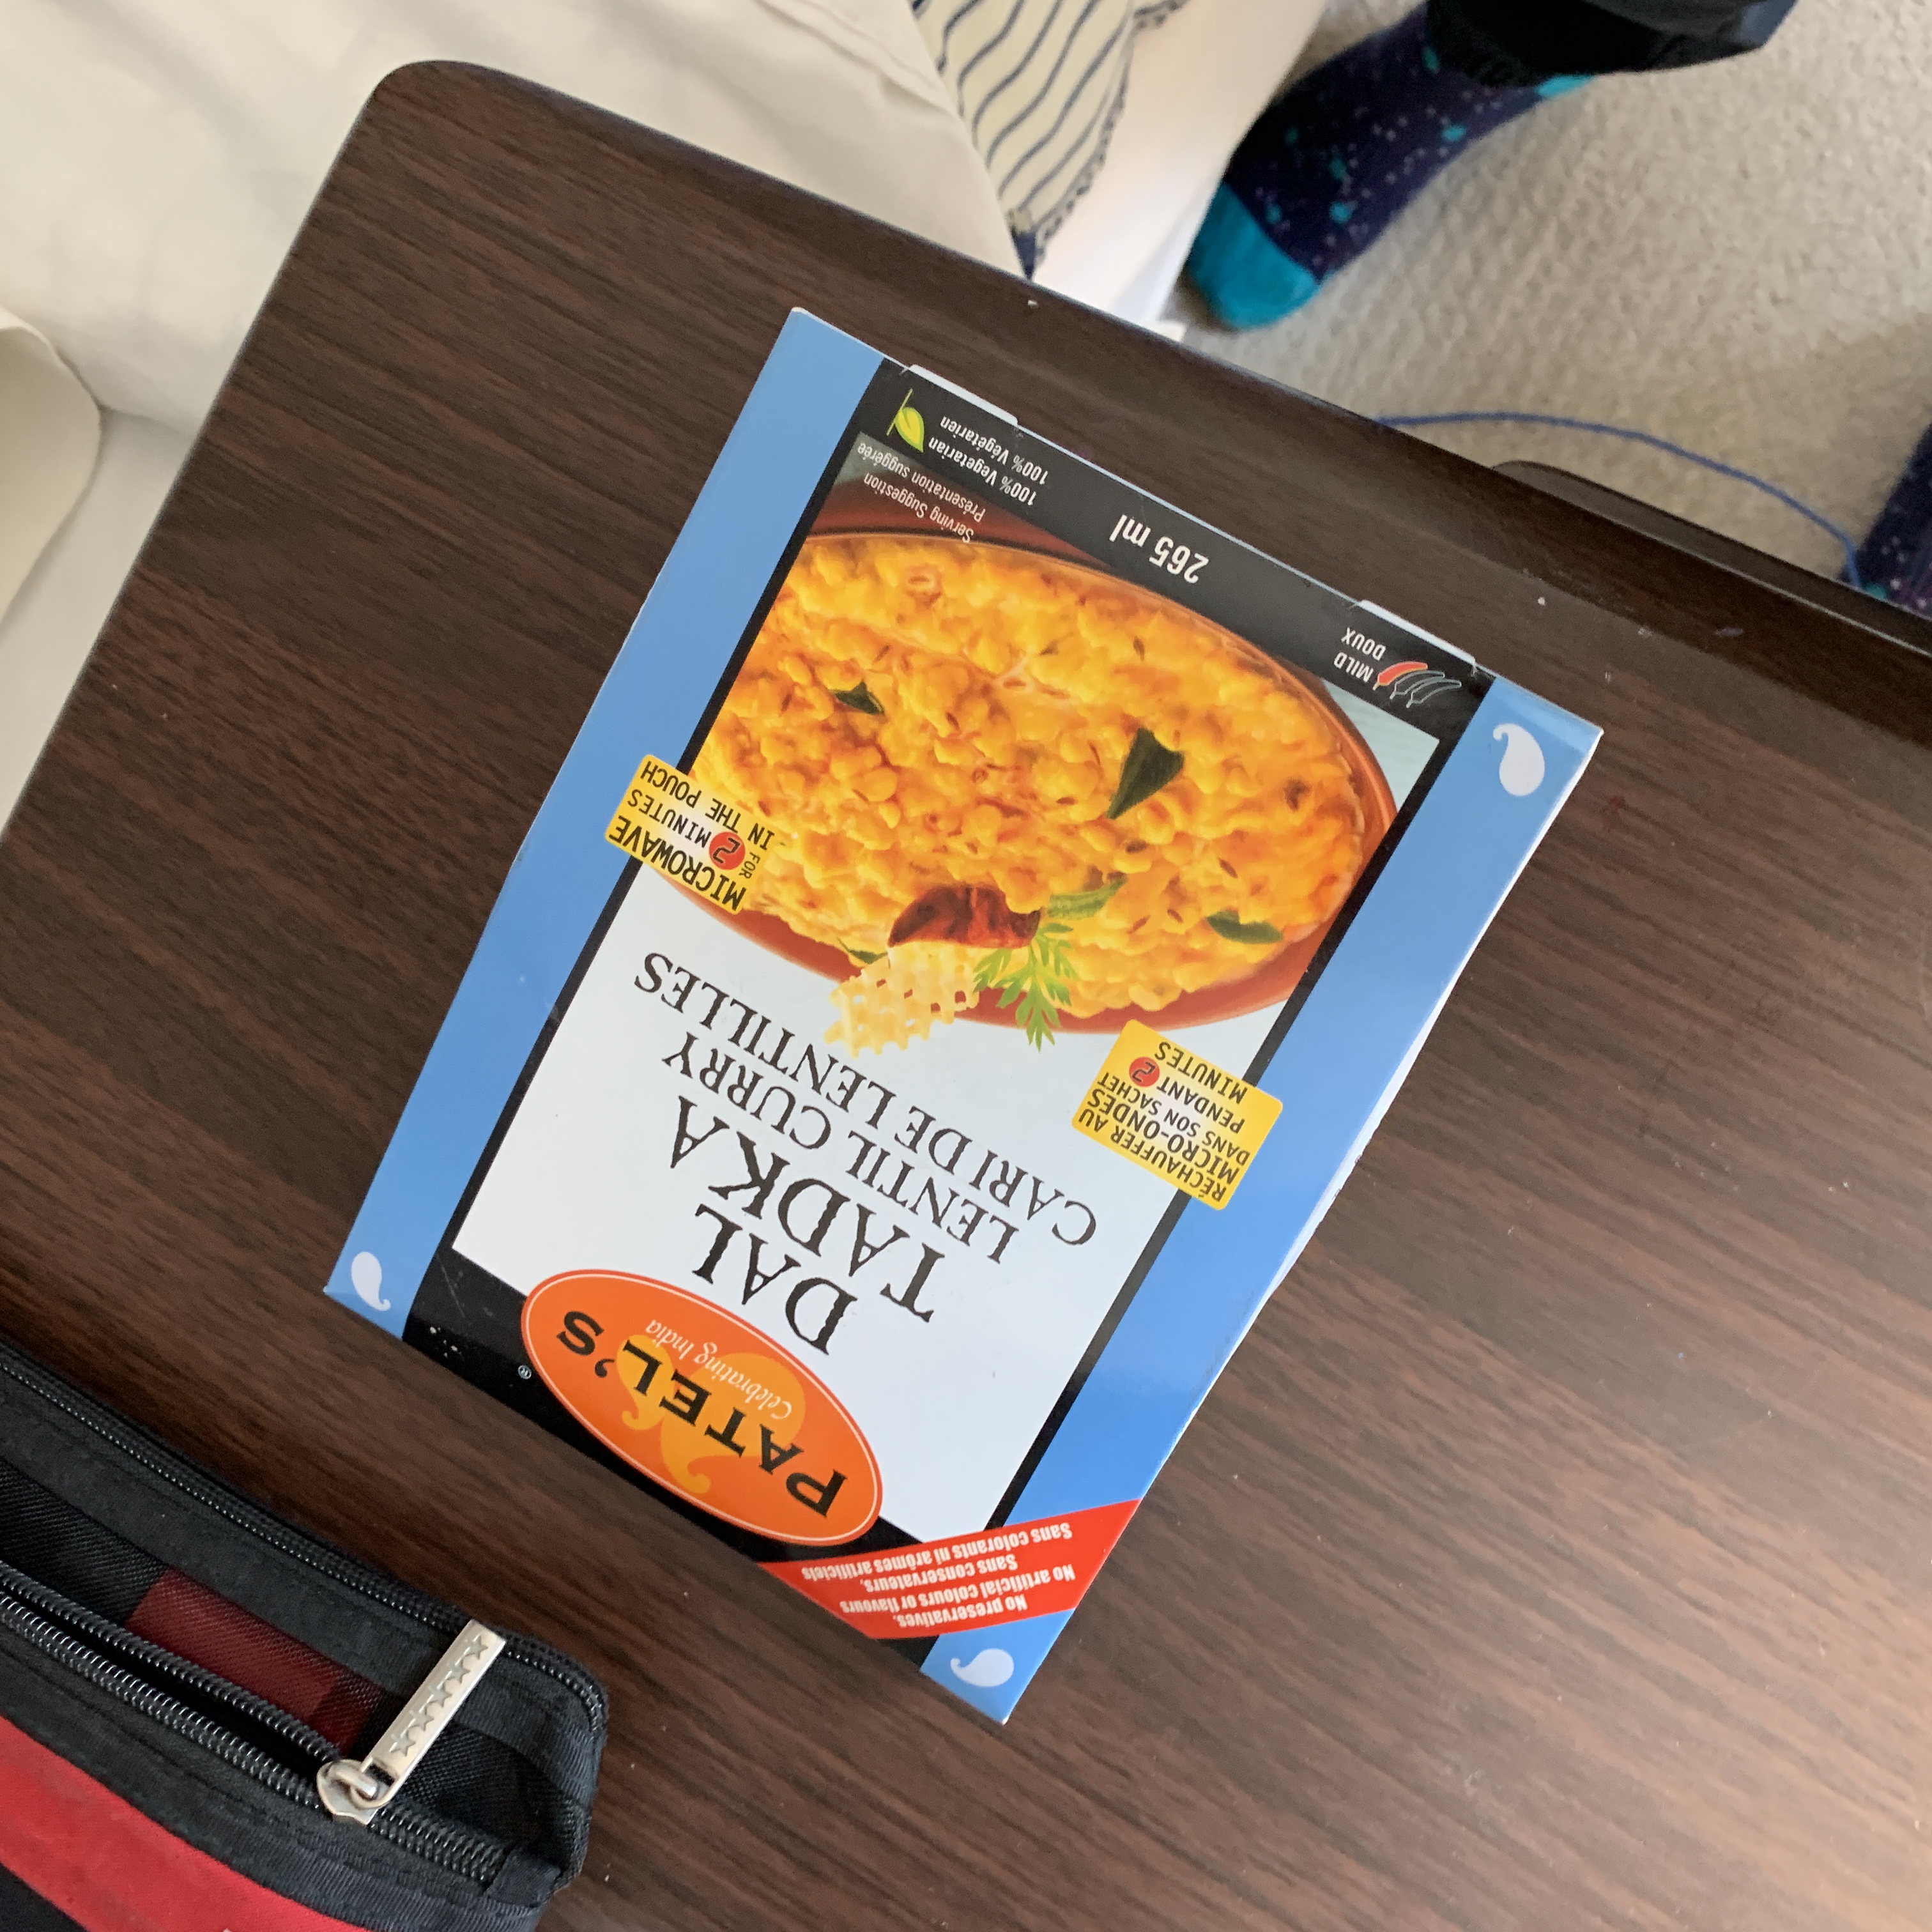 No preservatives.
No artificial colours or flavours
Sans conservateurs,
Sans colorants ni arômes artificiels
PATEL'S®
Celebrating India
DAL
TADKA
LENTIL CURRY
CARI DE LENTILLES
MICROWAVE
FOR 2 MINUTES
IN THE POUCH
RÉCHAUFFER AU
MICRO-ONDES
DANS SON SACHET
PENDANT 2
MINUTES
Serving Suggestion
Présentation suggérée
MILD
DOUX
265 ml
100% Vegetarian
100% Végétarien